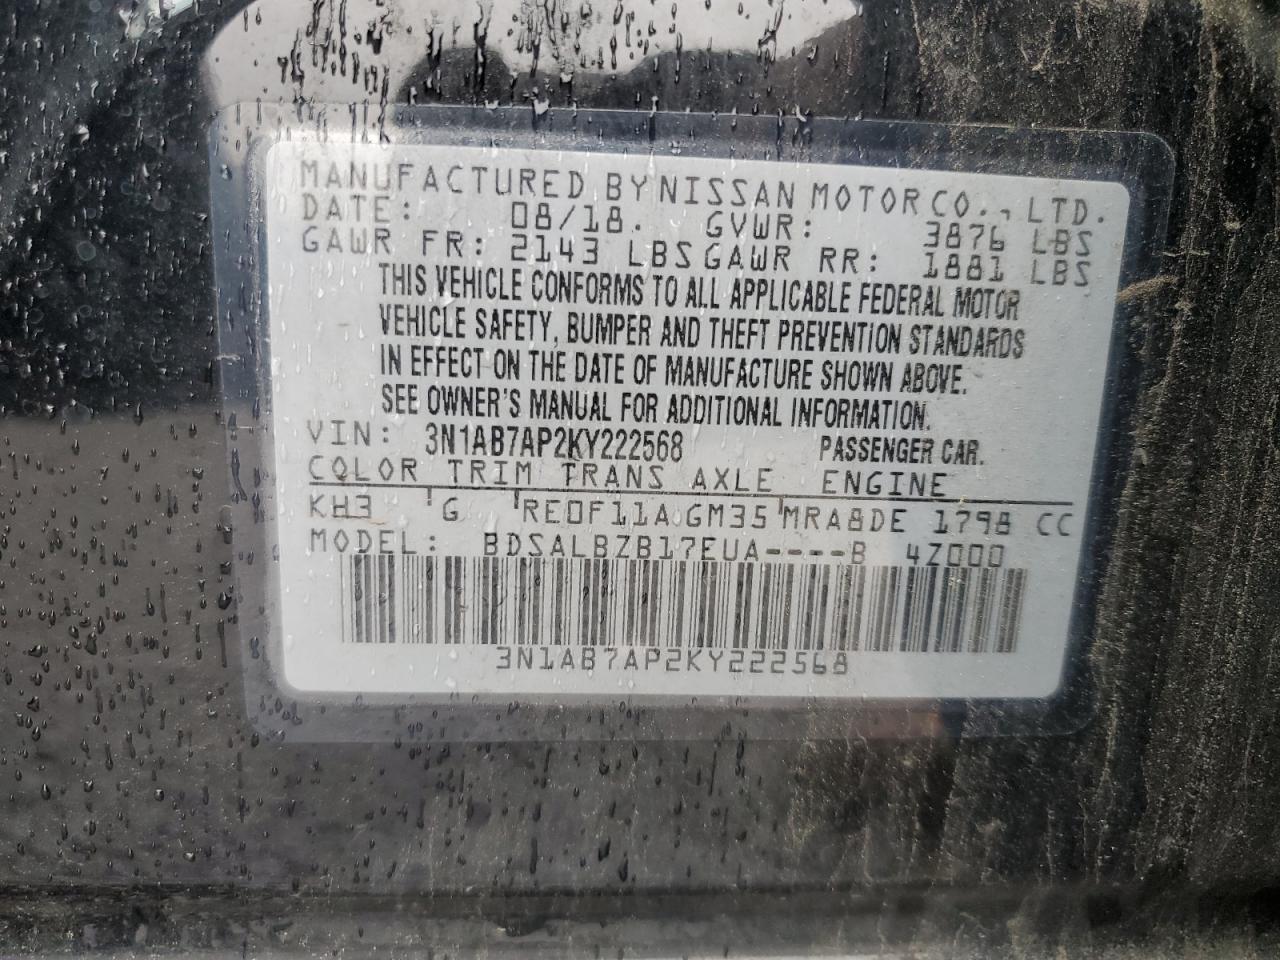 MANUFACTURED BY NISSAN MOTOR CO., LTD.
DATE: 08/18. GVWR: 3876 LBS
GAWR FR: 2143 LBS GAWR RR: 1881 LBS
THIS VEHICLE CONFORMS TO ALL APPLICABLE FEDERAL MOTOR
VEHICLE SAFETY, BUMPER AND THEFT PREVENTION STANDARDS
IN EFFECT ON THE DATE OF MANUFACTURE SHOWN ABOVE.
SEE OWNER'S MANUAL FOR ADDITIONAL INFORMATION.
VIN: 3N1AB7AP2KY222568 PASSENGER CAR.
COLOR TRIM TRANS AXLE ENGINE
KH3 G RE0F11A GM35 MRA8DE 1798 CC
MODEL: BDSALBZB17EUA----B 4Z000
3N1AB7AP2KY222568